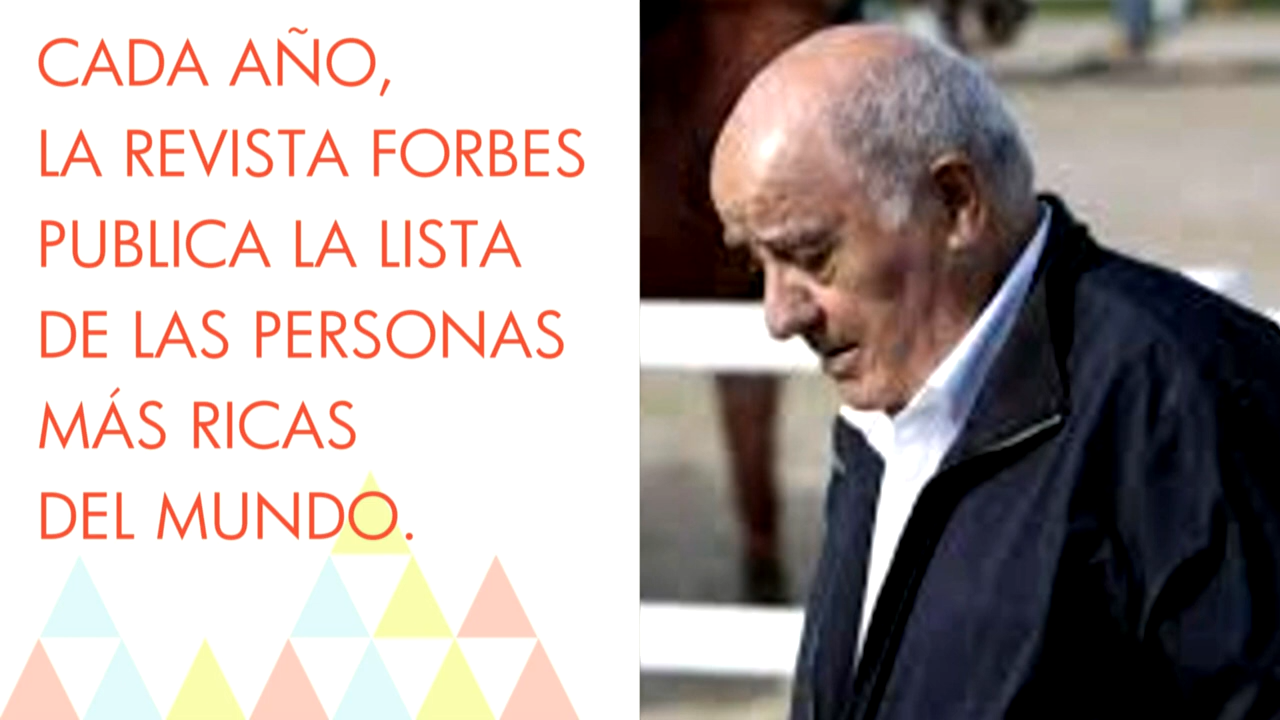 CADA AÑO,
LA REVISTA FORBES
PUBLICA LA LISTA
DE LAS PERSONAS
MÁS RICAS
DEL MUNDO.